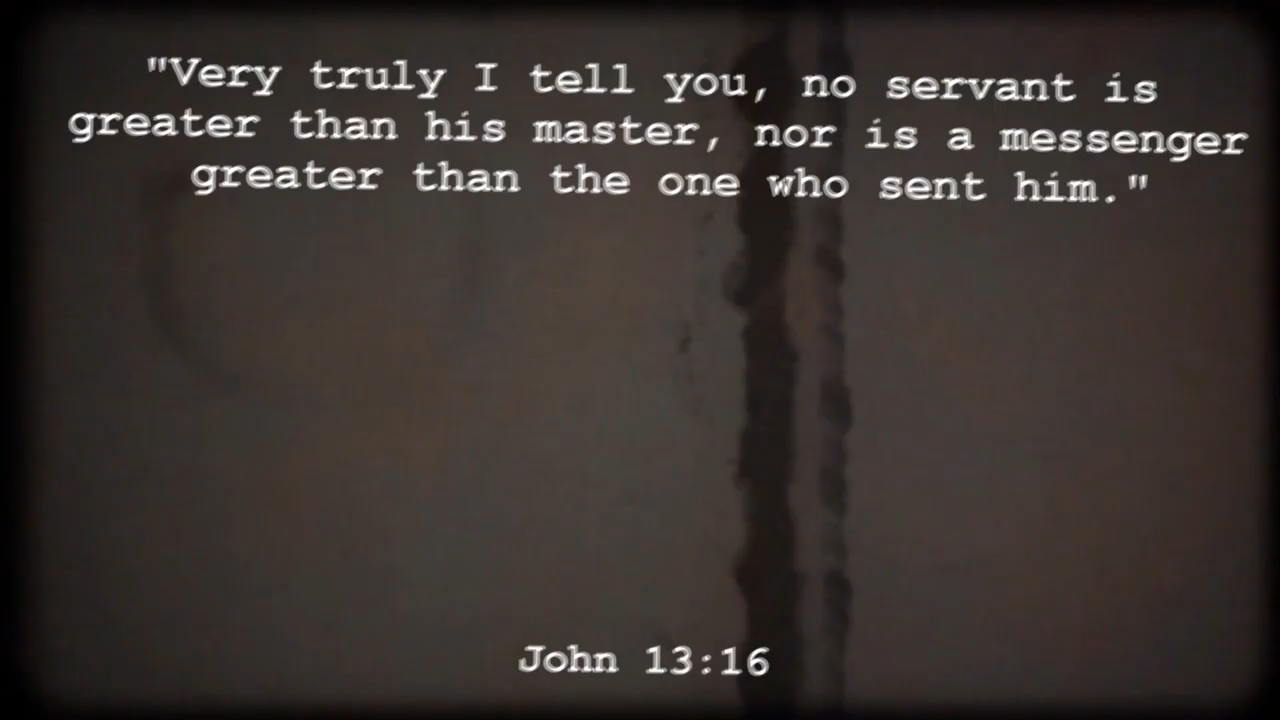 "Very truly I tell you, no servant is
greater than his master, nor is a messenger
greater than the one who sent him."
John 13:16